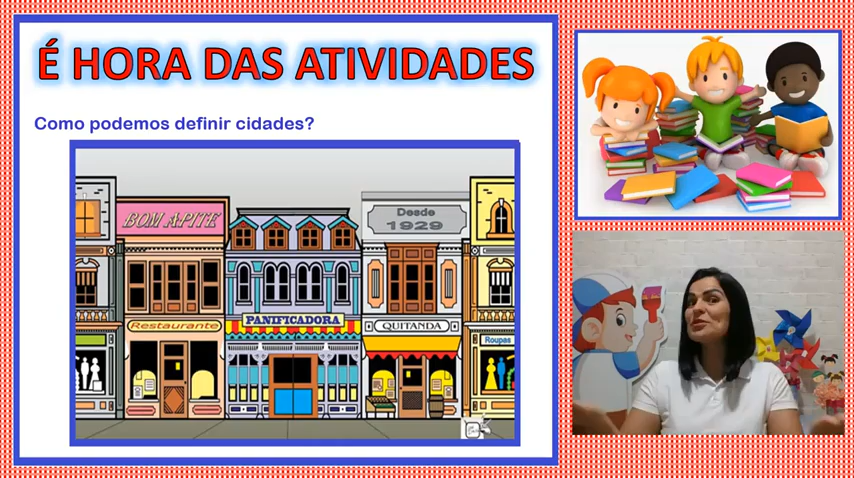 É HORA DAS ATIVIDADES
Como podemos definir cidades?
BOM APITE
Desde
1929
Restaurante
PANIFICADORA
QUITANDA
Roupas